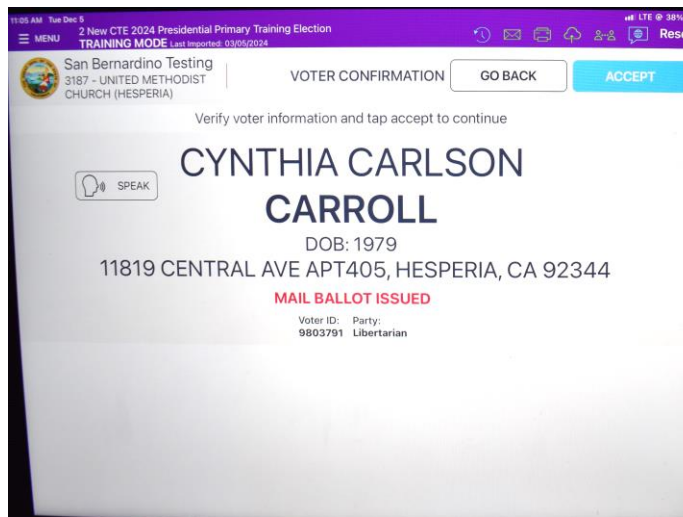 11:05 AM Tue Dec 5
LTE @ 38%
MENU
2 New CTE 2024 Presidential Primary Training Election
TRAINING MODE Last Imported: 03/05/2024
Rese
San Bernardino Testing
3187 - UNITED METHODIST
CHURCH (HESPERIA)
VOTER CONFIRMATION
GO BACK
ACCEPT
Verify voter information and tap accept to continue
SPEAK
CYNTHIA CARLSON
CARROLL
DOB: 1979
11819 CENTRAL AVE APT405, HESPERIA, CA 92344
MAIL BALLOT ISSUED
Voter ID: Party:
9803791 Libertarian